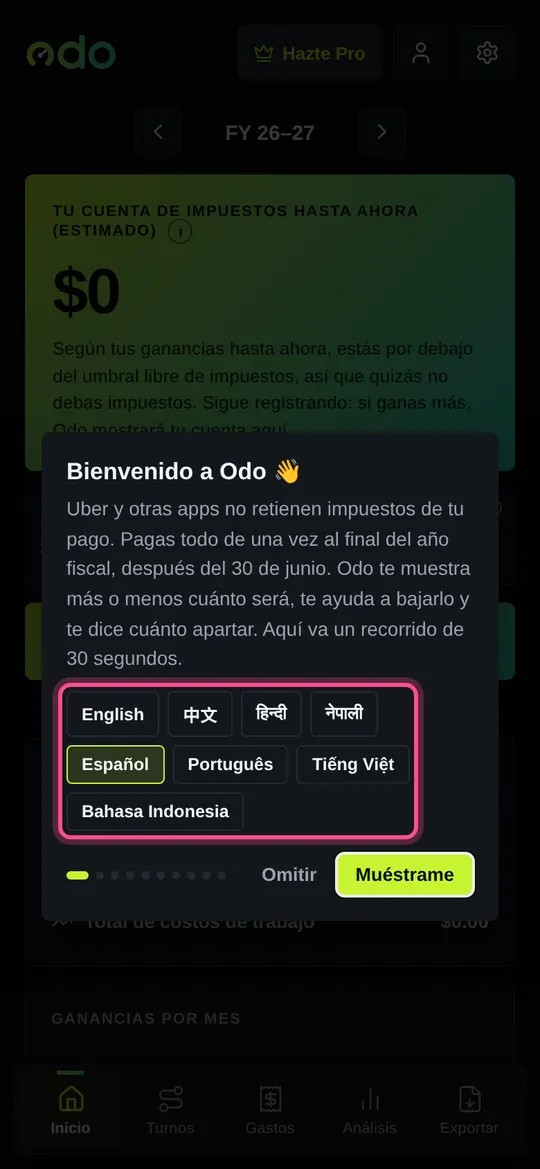 odo
Hazte Pro
FY 26–27
TU CUENTA DE IMPUESTOS HASTA AHORA
(ESTIMADO) i
$0
Según tus ganancias hasta ahora, estás por debajo
del umbral libre de impuestos, así que quizás no
debas impuestos. Sigue registrando: si ganas más,
Odo mostrará tu cuenta aquí.
Bienvenido a Odo 👋
Uber y otras apps no retienen impuestos de tu
pago. Pagas todo de una vez al final del año
fiscal, después del 30 de junio. Odo te muestra
más o menos cuánto será, te ayuda a bajarlo y
te dice cuánto apartar. Aquí va un recorrido de
30 segundos.
English 中文 हिन्दी नेपाली
Español Português Tiếng Việt
Bahasa Indonesia
Omitir Muéstrame
Total de costos de trabajo $0.00
GANANCIAS POR MES
Inicio Turnos Gastos Análisis Exportar